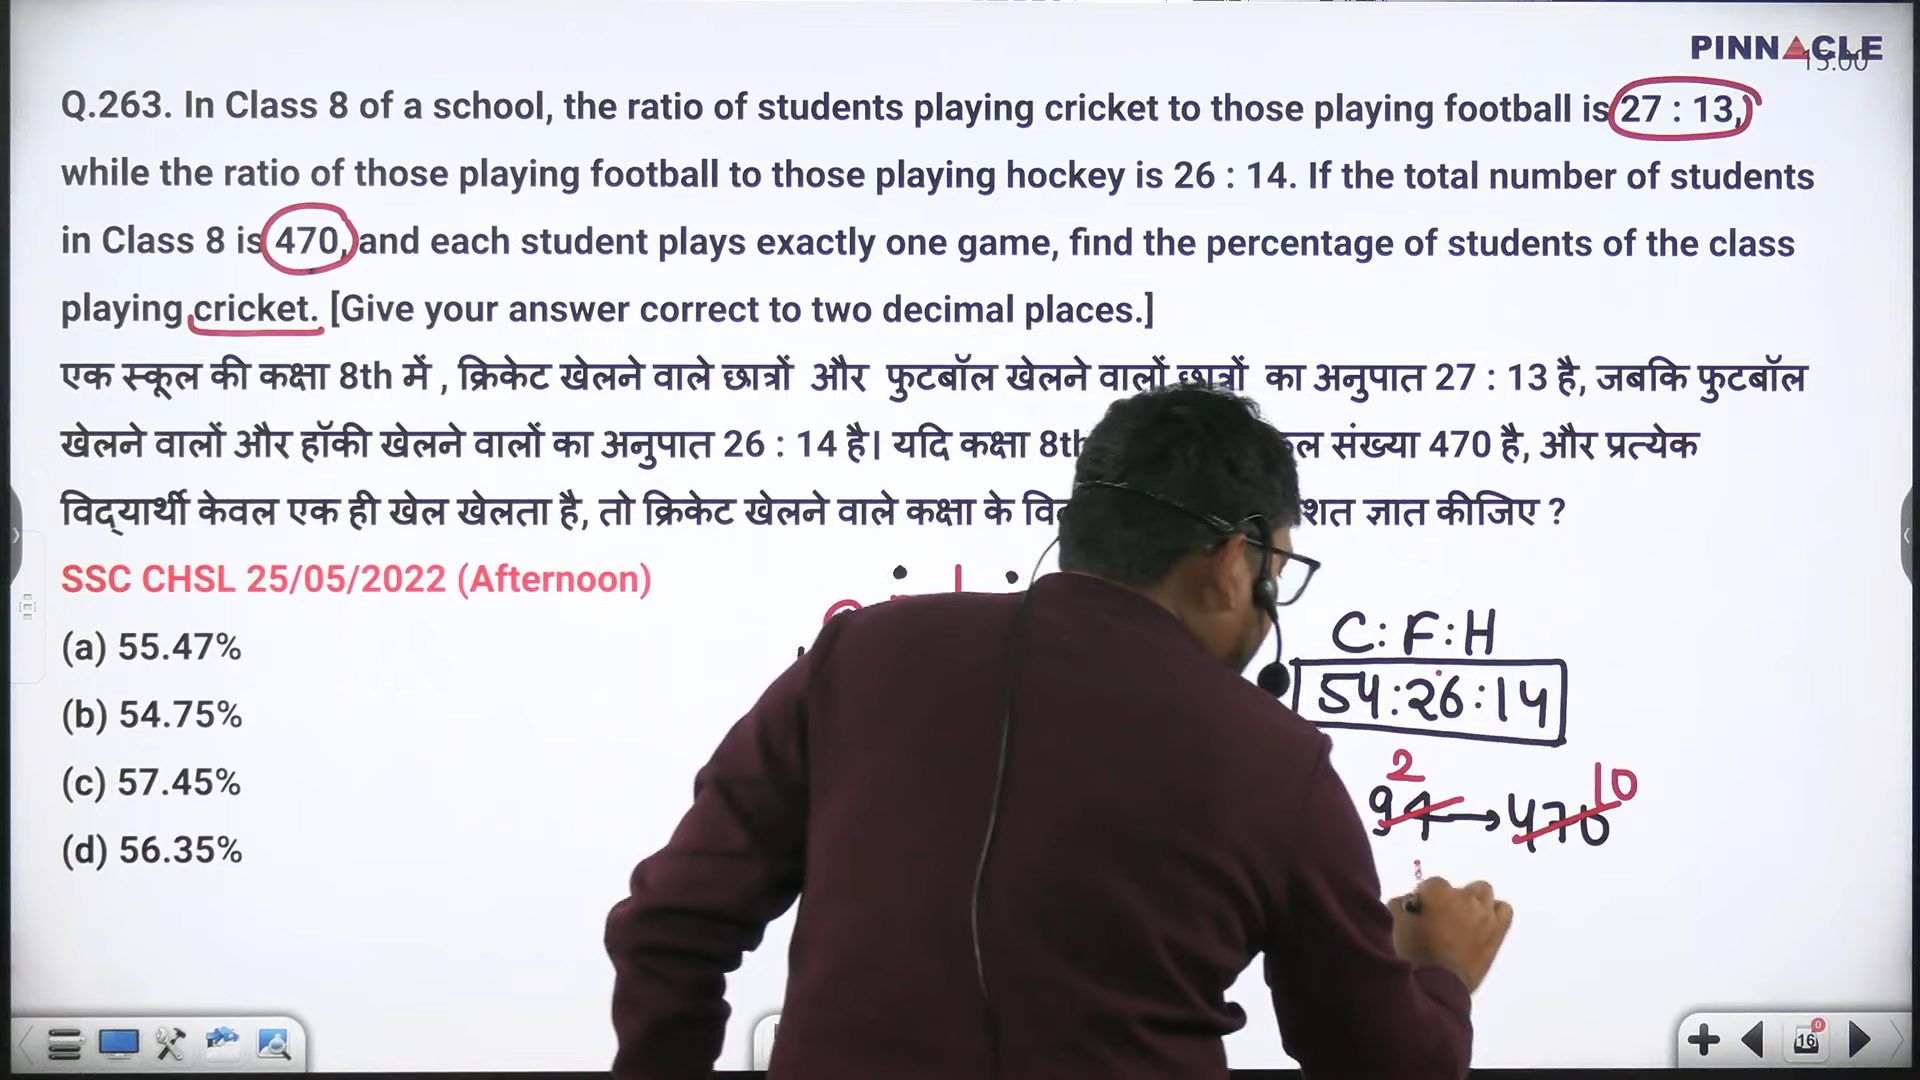 PINNACLE
15:00
Q.263. In Class 8 of a school, the ratio of students playing cricket to those playing football is 27 : 13,
while the ratio of those playing football to those playing hockey is 26 : 14. If the total number of students
in Class 8 is 470, and each student plays exactly one game, find the percentage of students of the class
playing cricket. [Give your answer correct to two decimal places.]
एक स्कूल की कक्षा 8th में , क्रिकेट खेलने वाले छात्रों और फुटबॉल खेलने वालों छात्रों का अनुपात 27 : 13 है, जबकि फुटबॉल
खेलने वालों और हॉकी खेलने वालों का अनुपात 26 : 14 है। यदि कक्षा 8th संख्या 470 है, और प्रत्येक
विद्यार्थी केवल एक ही खेल खेलता है, तो क्रिकेट खेलने वाले कक्षा के ज्ञात कीजिए ?
SSC CHSL 25/05/2022 (Afternoon)
C : F : H
(a) 55.47%
54 : 26 : 14
(b) 54.75%
2 10
(c) 57.45%
94 → 470
(d) 56.35%
16
0